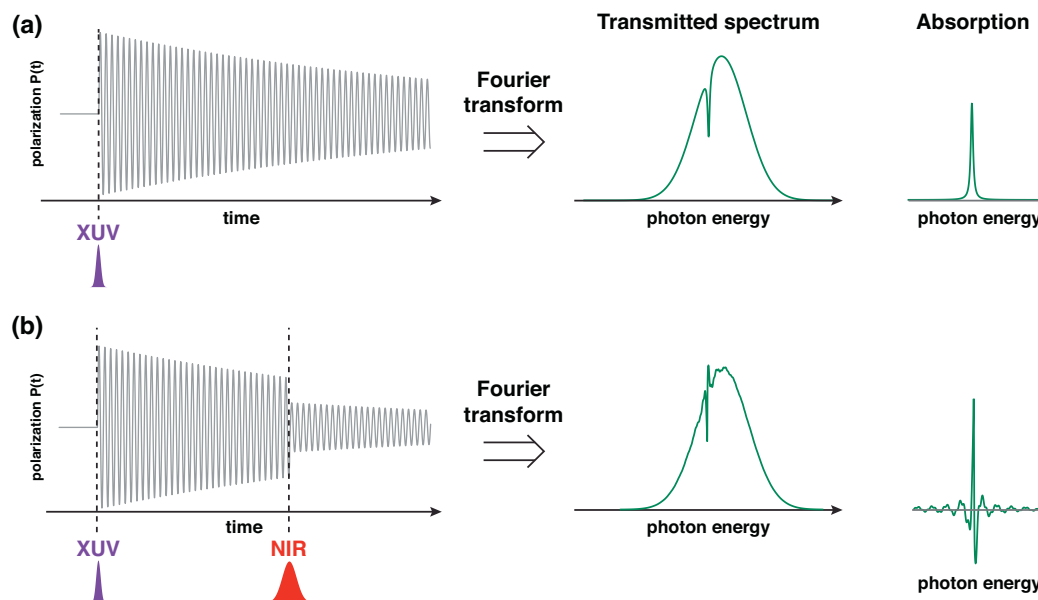 (a)
polarization P(t)
time
XUV
Fourier
transform
Transmitted spectrum
photon energy
Absorption
photon energy
(b)
polarization P(t)
time
XUV
NIR
Fourier
transform
photon energy
photon energy